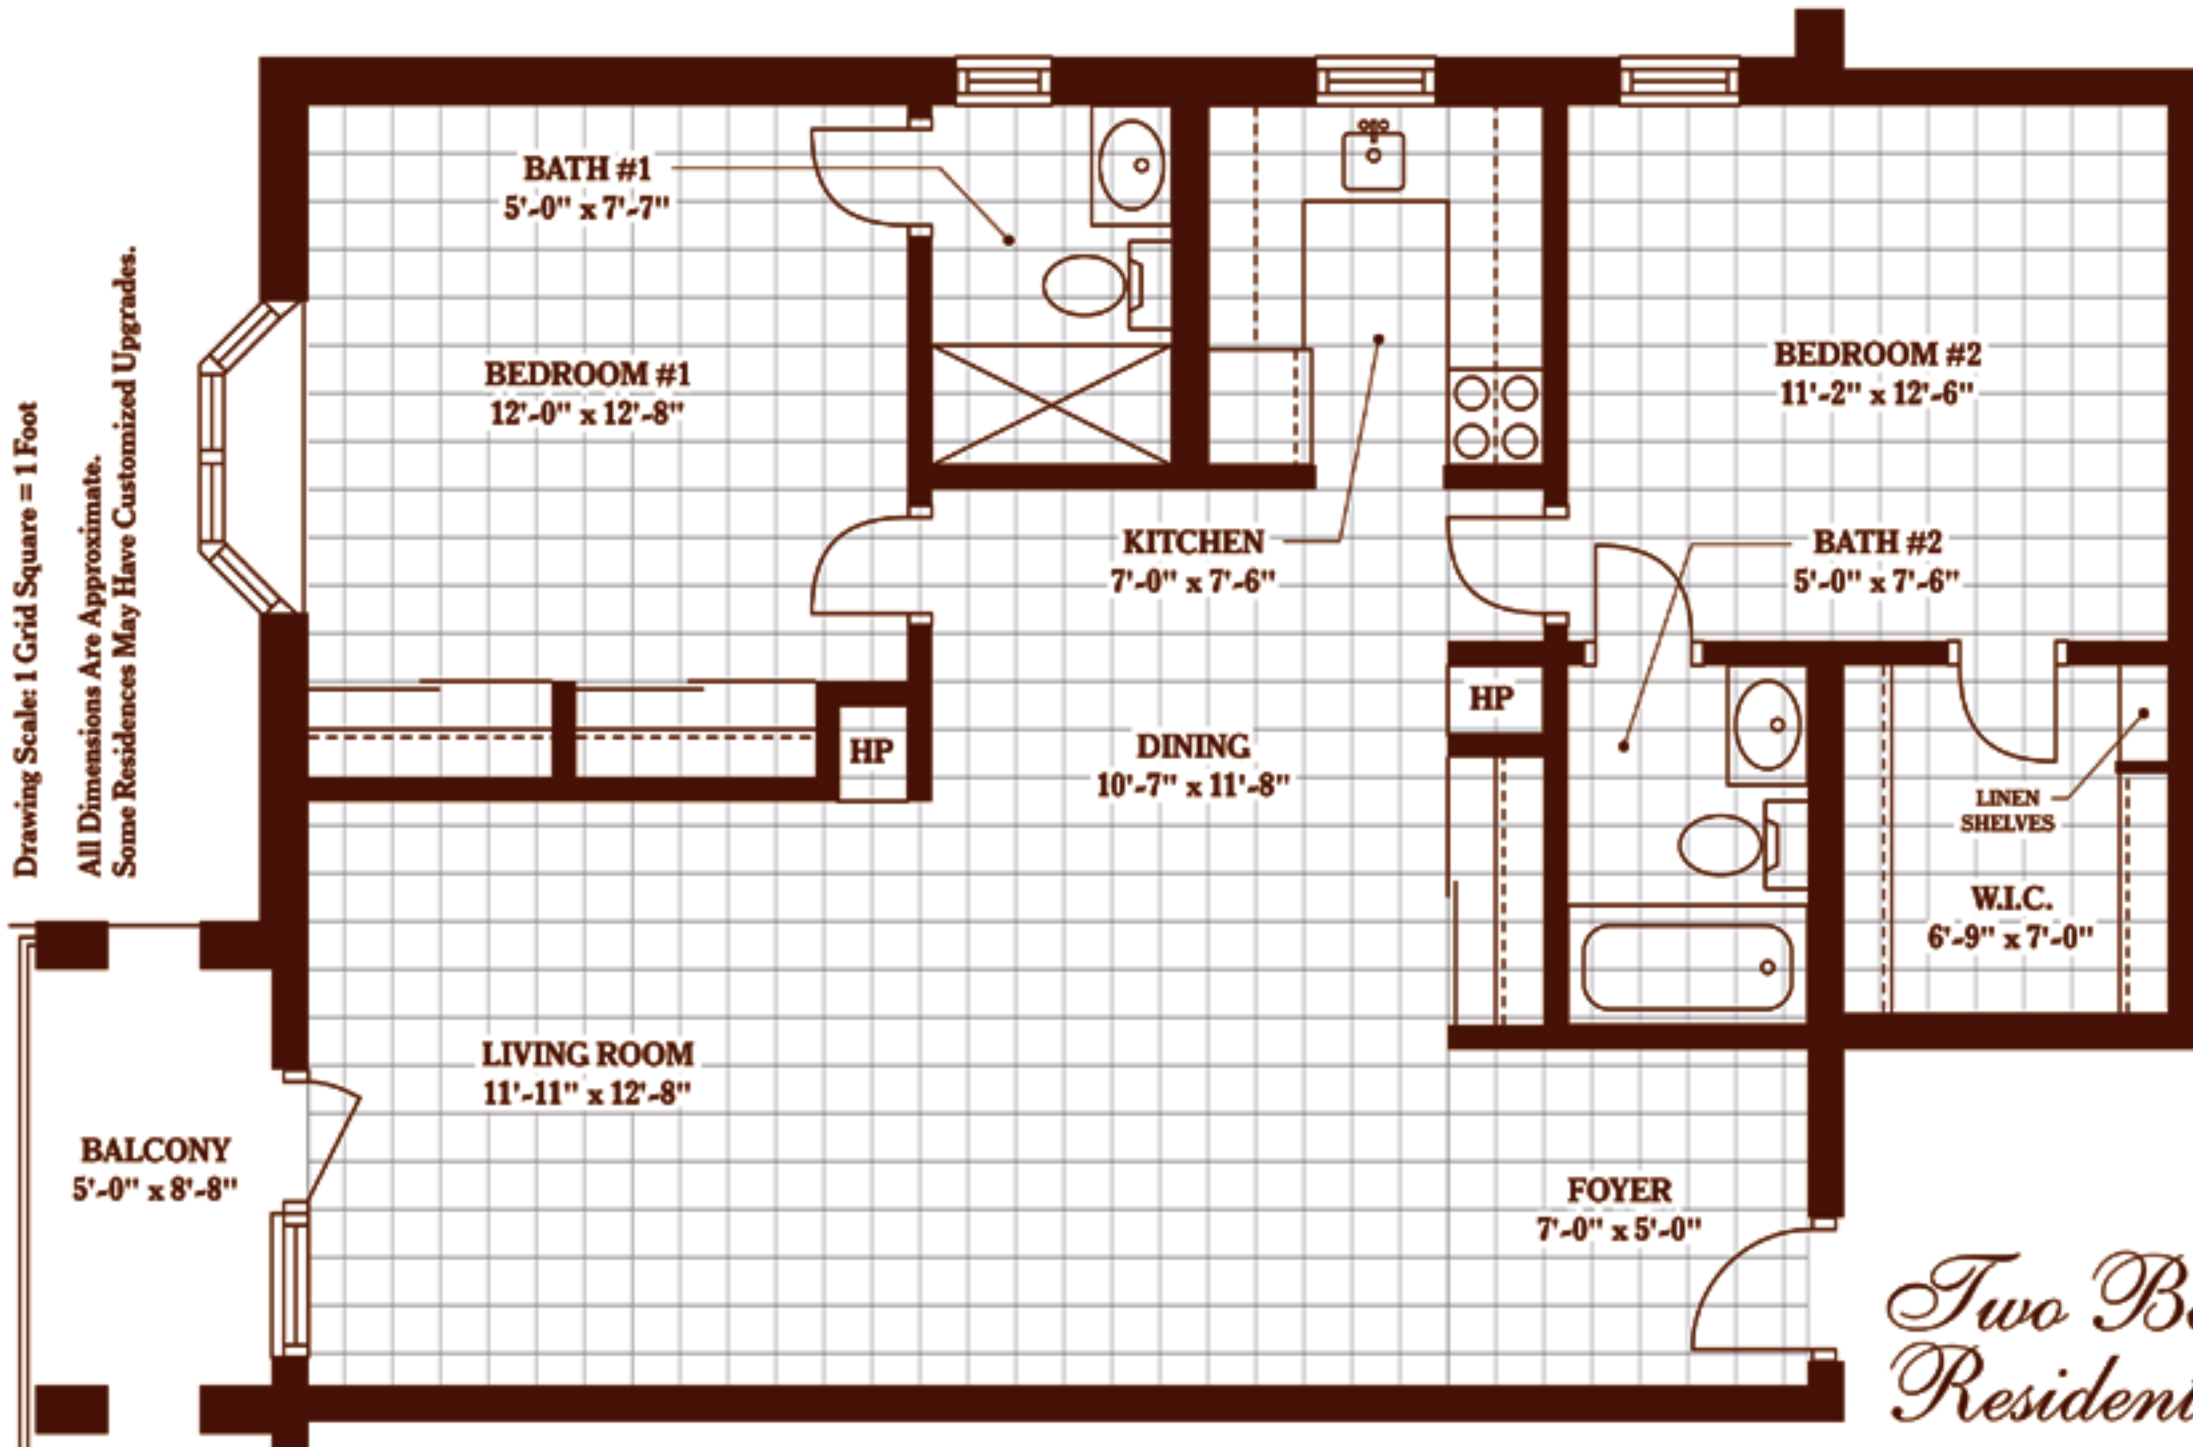 Drawing Scale: 1 Grid Square = 1 Foot
All Dimensions Are Approximate.
Some Residences May Have Customized Upgrades.
BATH #1
5'-0" x 7'-7"
BEDROOM #1
12'-0" x 12'-8"
BEDROOM #2
11'-2" x 12'-6"
KITCHEN
7'-0" x 7'-6"
BATH #2
5'-0" x 7'-6"
HP
HP
DINING
10'-7" x 11'-8"
LINEN
SHELVES
W.I.C.
6'-9" x 7'-0"
LIVING ROOM
11'-11" x 12'-8"
BALCONY
5'-0" x 8'-8"
FOYER
7'-0" x 5'-0"
Two